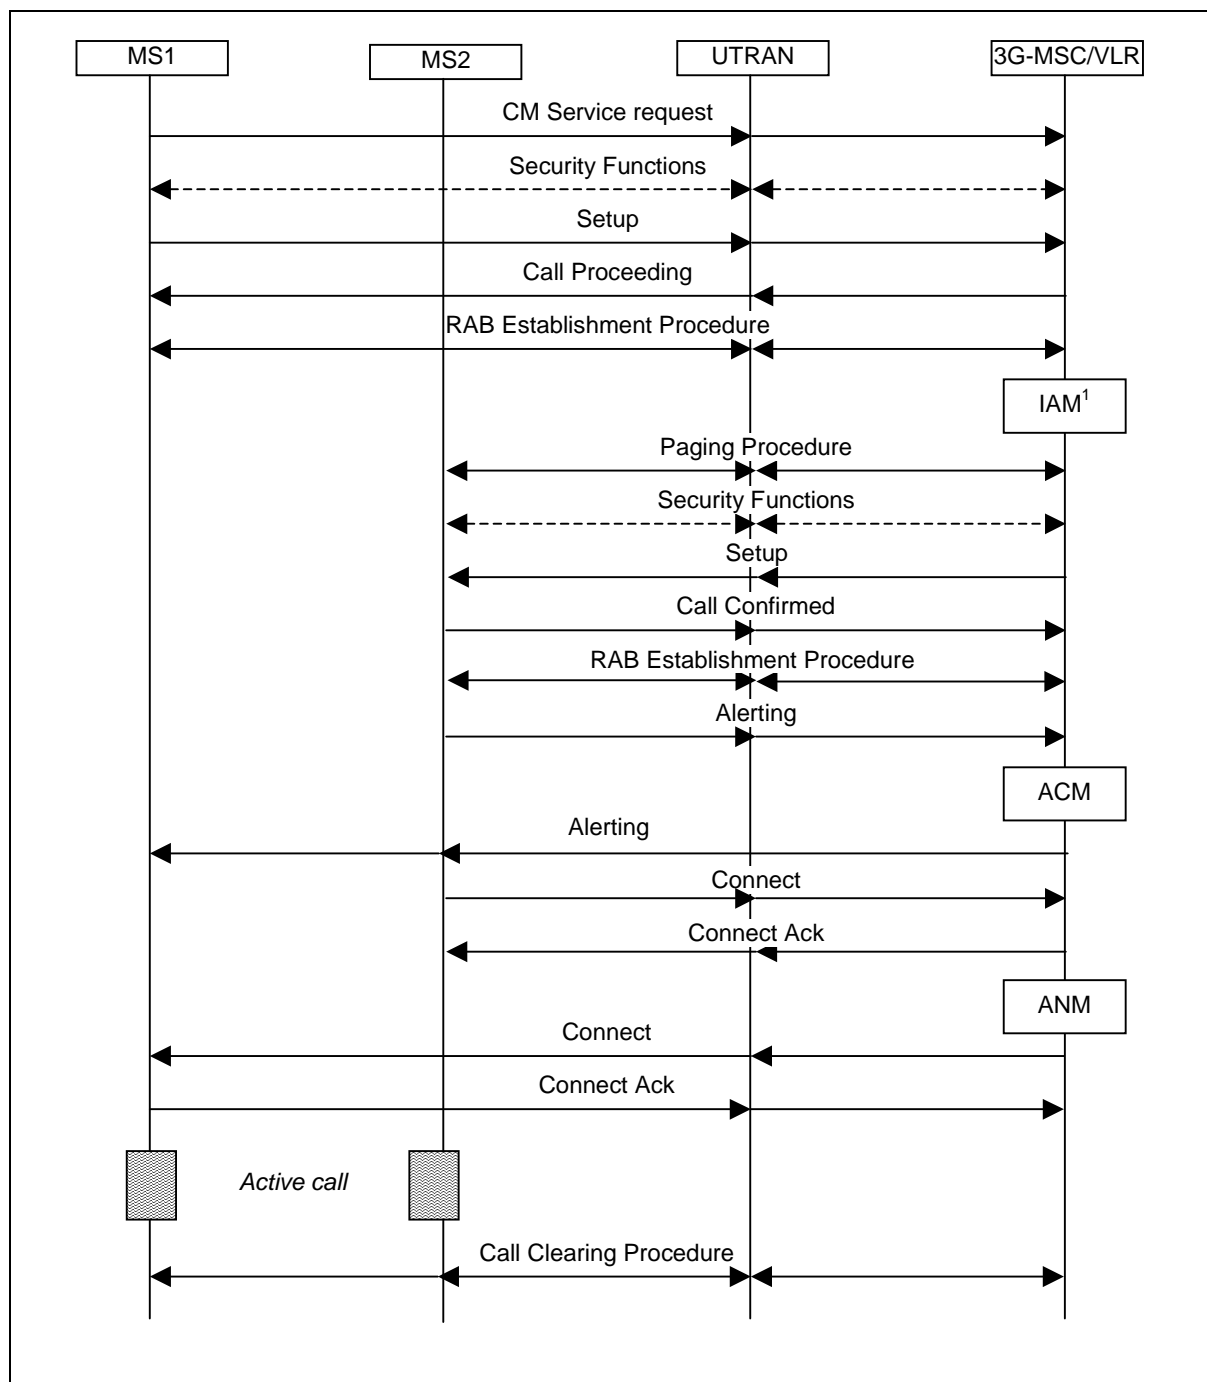 MS1 MS2 UTRAN 3G-MSC/VLR
CM Service request
Security Functions
Setup
Call Proceeding
RAB Establishment Procedure
IAM¹
Paging Procedure
Security Functions
Setup
Call Confirmed
RAB Establishment Procedure
Alerting
ACM
Alerting
Connect
Connect Ack
ANM
Connect
Connect Ack
Active call
Call Clearing Procedure